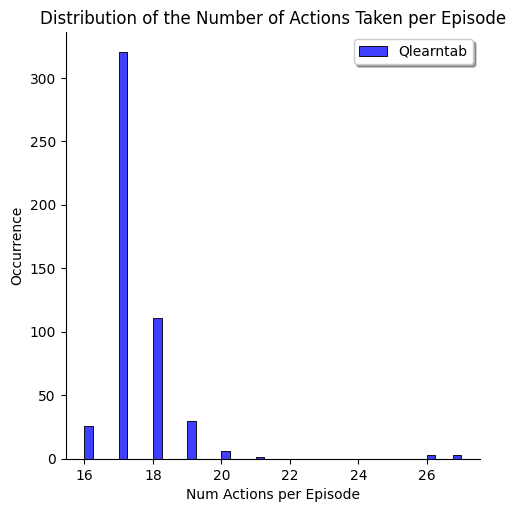 Distribution of the Number of Actions Taken per Episode
Qlearntab
300
250
200
150
100
50
0
Occurrence
16 18 20 22 24 26
Num Actions per Episode